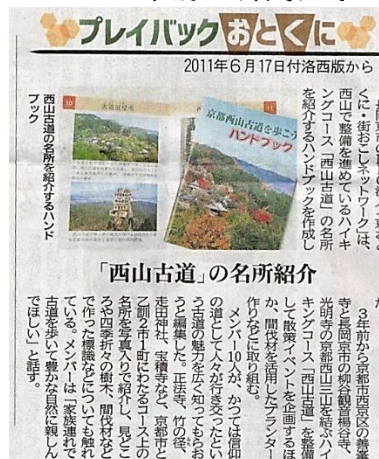 プレイバックおとくに
2011年6月17日付洛西版から
くに・街おこしネットワーク」は、
西山で整備を進めているハイキ
ングコース「西山古道」の名所
を紹介するハンドブックを作成し
京都西山古道を歩こう
ハンドブック
西山古道の名所を紹介するハンド
ブック
「西山古道」の名所紹介
3年前から京都市西京区の善峯
寺と長岡京市の柳谷観音楊谷寺、
光明寺の京都西山三山を結ぶハイ
キングコース「西山古道」を整備
して散策イベントを企画するほ
か、間伐材を活用したプランター
作りなどに取り組む。
メンバー10人が、かつては信仰
の道として人々が行き交ったとい
う古道の魅力を広く知ってもらお
うと編集した。正法寺、竹の径、
走田神社、宝積寺など、京都市と
乙訓2市1町にわたるコース上の
名所を写真入りで紹介し、見どこ
ろや四季折々の樹木、間伐材など
で作った標識などについても触れ
ている。メンバーは「家族連れで
古道を歩いて豊かな自然に親しん
でほしい」と話す。